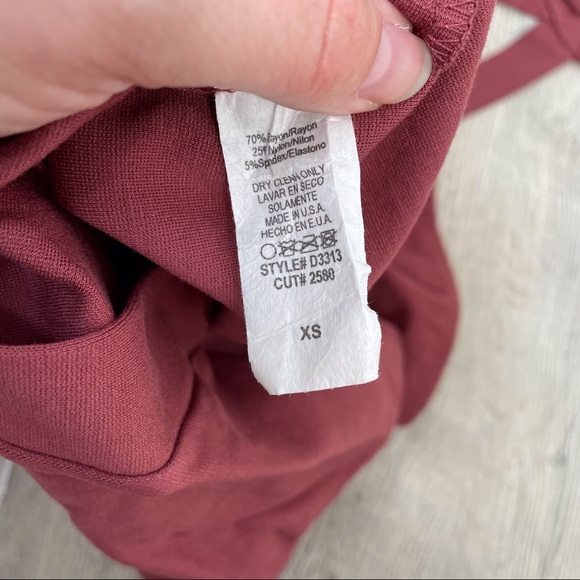 70% Rayon/Rayon
25% Nylon/Nilon
5% Spandex/Elastono
DRY CLEAN ONLY
LAVAR EN SECO
SOLAMENTE
MADE IN U.S.A.
HECHO EN E.U.A.
STYLE# D3313
CUT# 2580
XS